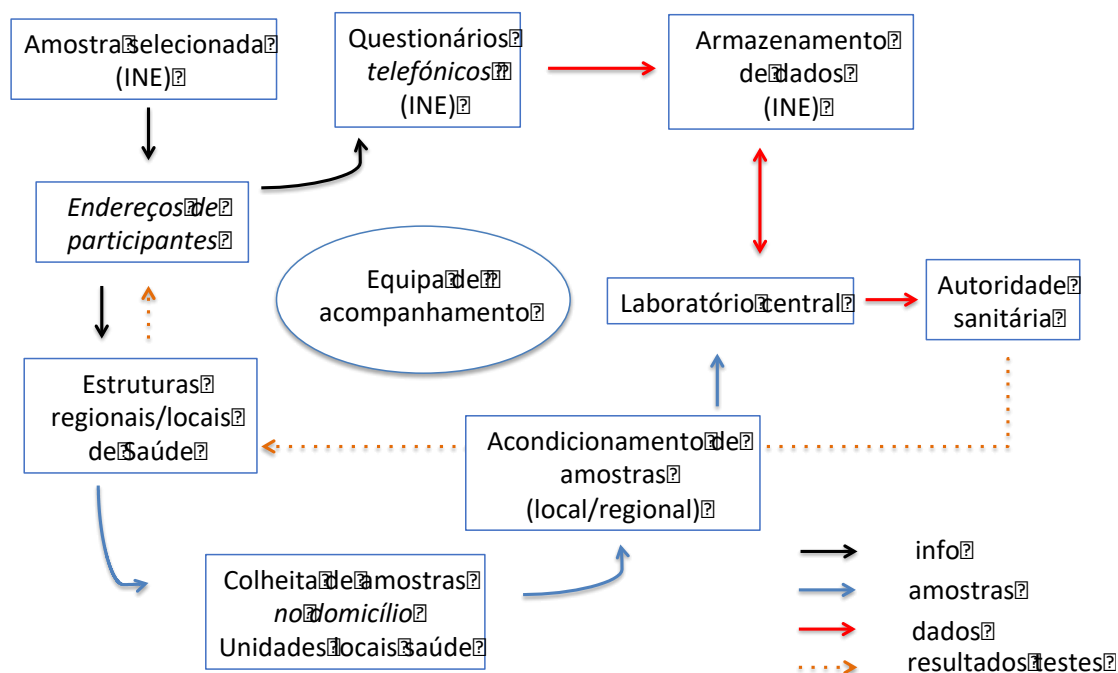 Amostra selecionada
(INE)
Questionários
telefónicos
(INE)
Armazenamento
de dados
(INE)
Endereços de
participantes
Equipa de
acompanhamento
Laboratório central
Autoridade
sanitária
Estruturas
regionais/locais
de Saúde
Acondicionamento de
amostras
(local/regional)
Colheita de amostras
no domicílio
Unidades locais saúde
info
amostras
dados
resultados testes